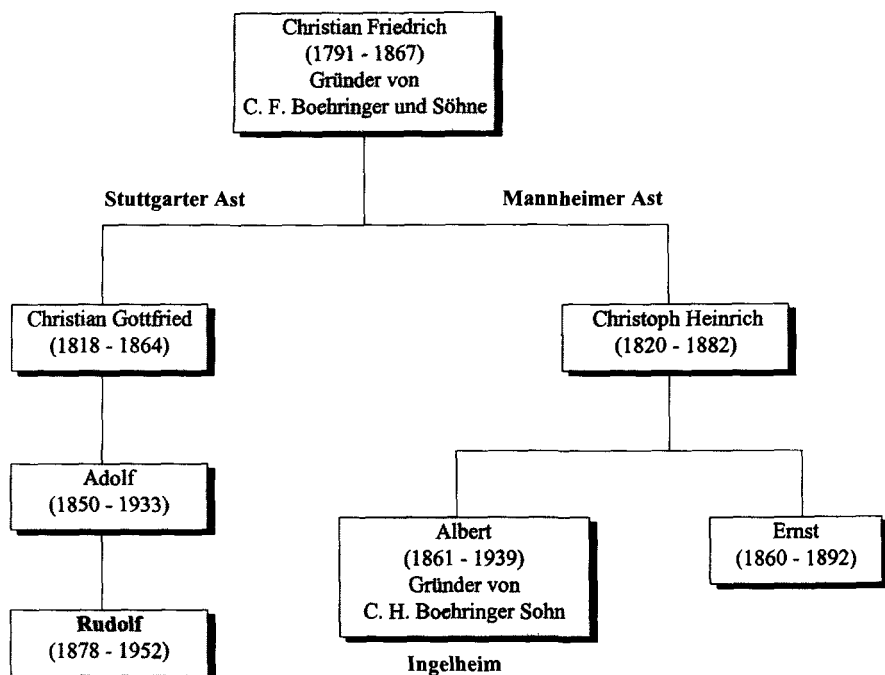 Christian Friedrich
(1791 - 1867)
Gründer von
C. F. Boehringer und Söhne
Stuttgarter Ast
Mannheimer Ast
Christian Gottfried
(1818 - 1864)
Christoph Heinrich
(1820 - 1882)
Adolf
(1850 - 1933)
Albert
(1861 - 1939)
Gründer von
C. H. Boehringer Sohn
Ernst
(1860 - 1892)
Rudolf
(1878 - 1952)
Ingelheim